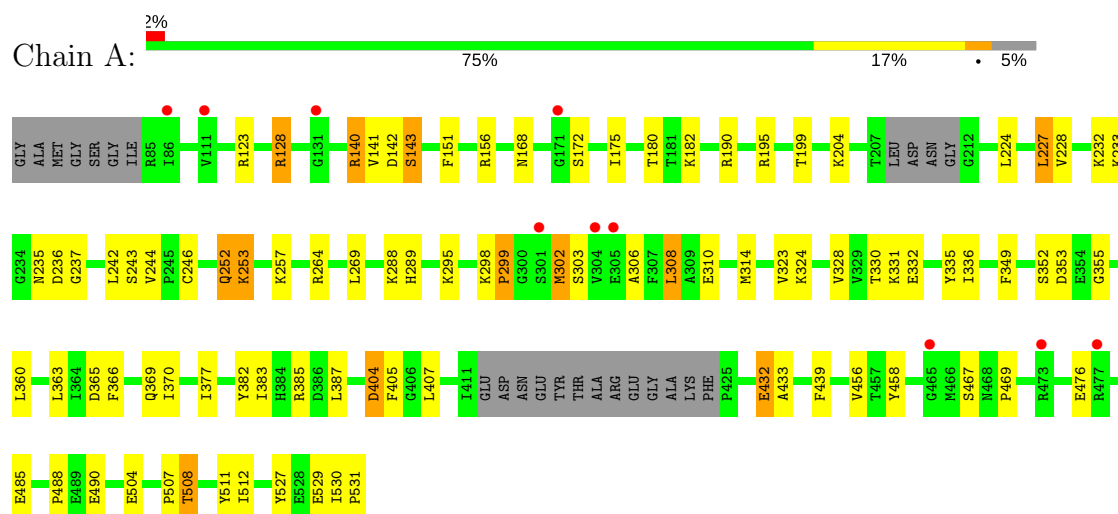 2%
Chain A:
75% 17% • 5%
GLY ALA MET GLY SER GLY ILE R85 I86 V111 R123 R128 G131 R140 V141 D142 S143 F151 R156 N168 G171 S172 I175 T180 T181 K182 R190 R195 T199 K204 T207 LEU ASP ASN GLY G212 L224 L227 V228 K232 K233
G234 N235 D236 G237 L242 S243 V244 P245 C246 Q252 K253 K257 R264 L269 K288 H289 K295 K298 P299 G300 S301 M302 S303 V304 E305 A306 F307 L308 A309 E310 M314 V323 K324 V328 V329 T330 K331 E332 Y335 I336 F349 S352 D353 E354 G355
L360 L363 I364 D365 F366 Q369 I370 I377 Y382 I383 H384 R385 D386 L387 D404 F405 G406 L407 I411 GLU ASP ASN GLU TYR THR ALA ARG GLU GLY ALA LYS PHE P425 E432 A433 F439 V456 T457 Y458 G465 M466 S467 N468 P469 R473 E476 R477
E485 P488 E489 E490 E504 P507 T508 Y511 I512 Y527 E528 E529 I530 P531